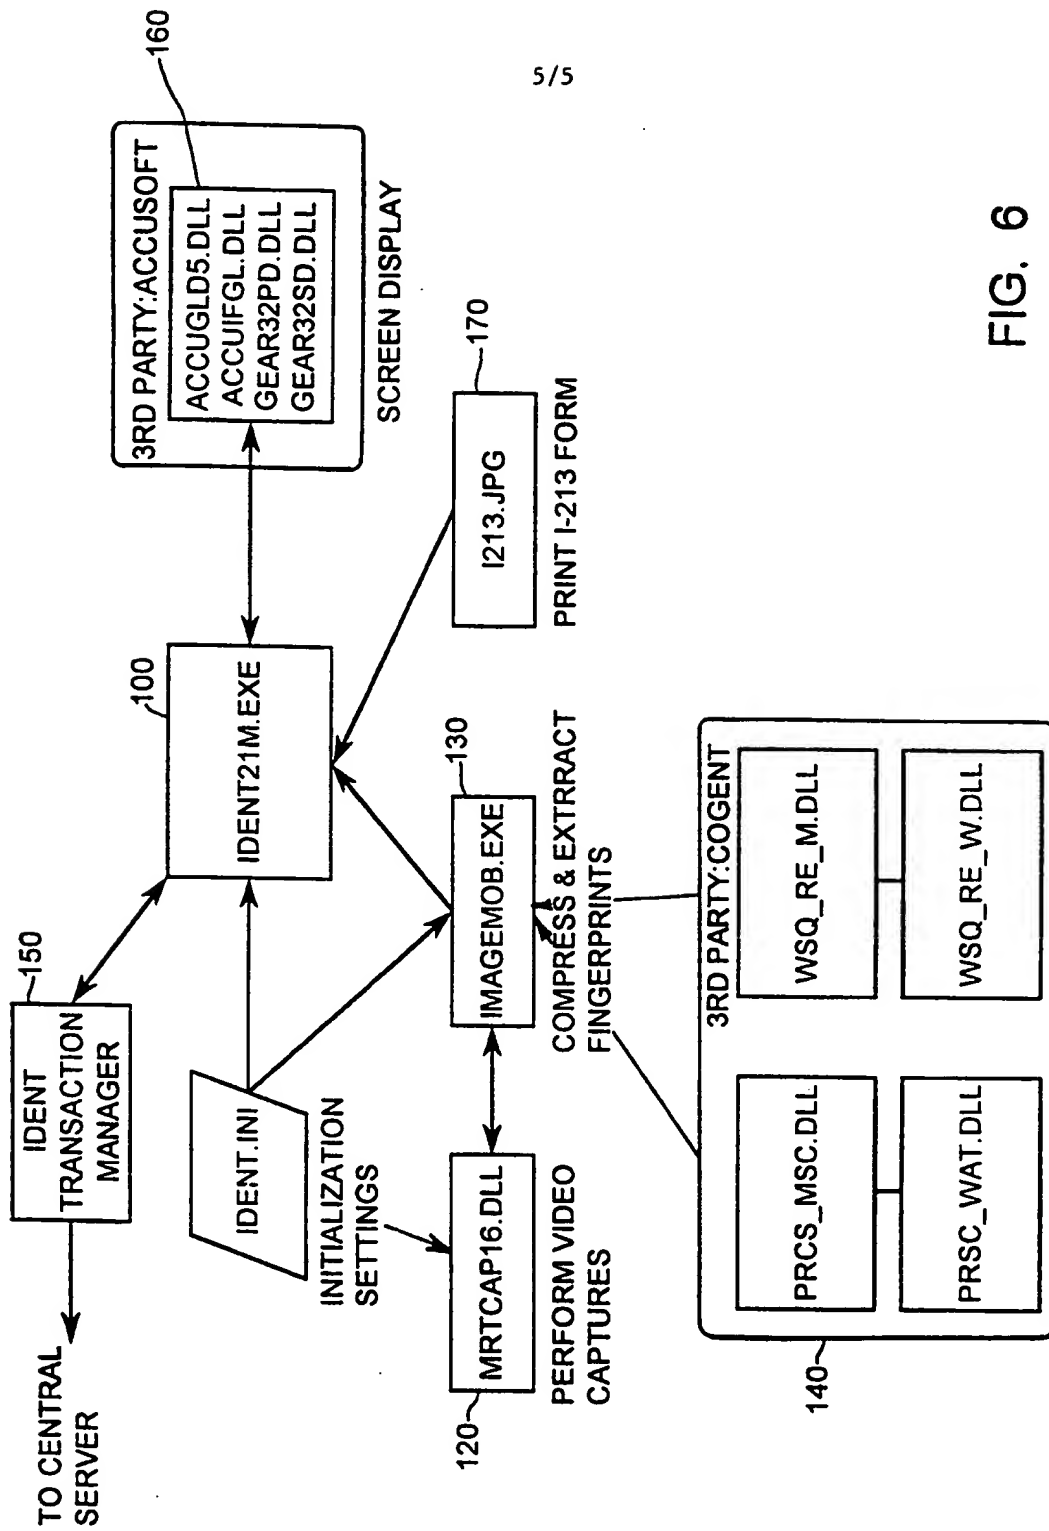 5/5
TO CENTRAL
SERVER
150
IDENT
TRANSACTION
MANAGER
100
IDENT21M.EXE
160
3RD PARTY:ACCUSOFT
ACCUGLD5.DLL
ACCUIFGL.DLL
GEAR32PD.DLL
GEAR32SD.DLL
SCREEN DISPLAY
IDENT.INI
INITIALIZATION
SETTINGS
170
I213.JPG
PRINT I-213 FORM
120
MRTCAP16.DLL
PERFORM VIDEO
CAPTURES
130
IMAGEMOB.EXE
COMPRESS & EXTRRACT
FINGERPRINTS
140
3RD PARTY:COGENT
PRCS_MSC.DLL
WSQ_RE_M.DLL
PRSC_WAT.DLL
WSQ_RE_W.DLL
FIG. 6